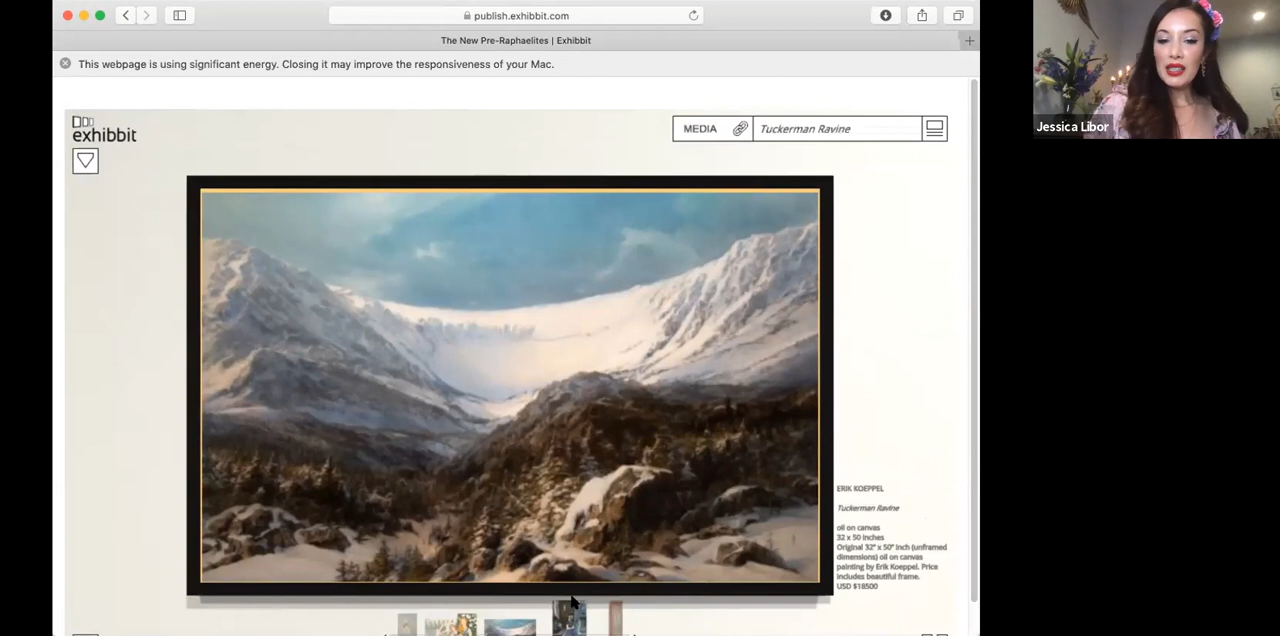 publish.exhibbit.com
The New Pre-Raphaelites | Exhibbit
This webpage is using significant energy. Closing it may improve the responsiveness of your Mac.
exhibbit
MEDIA
Tuckerman Ravine
Jessica Libor
ERIK KOEPPEL
Tuckerman Ravine
oil on canvas
32 x 50 inches
Original 32" x 50" inch (unframed
dimensions) oil on canvas
painting by Erik Koeppel. Price
includes beautiful frame.
USD $18500